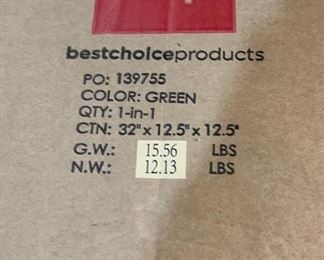 bestchoiceproducts
PO: 139755
COLOR: GREEN
QTY: 1-in-1
CTN: 32" x 12.5" x 12.5"
G.W.: 15.56 LBS
N.W.: 12.13 LBS